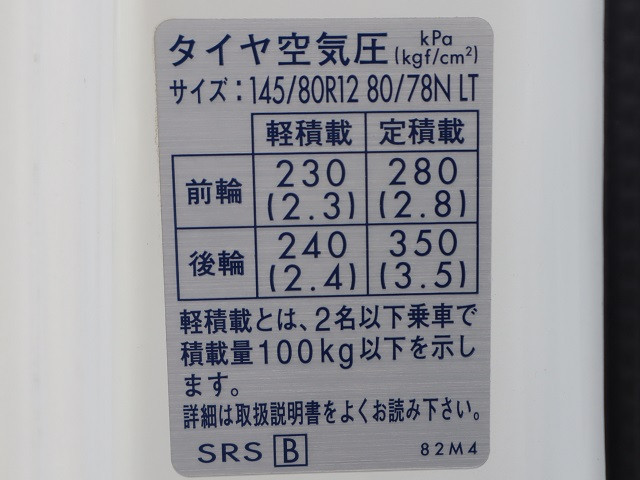 タイヤ空気圧 kPa (kgf/cm²)
サイズ：145/80R12 80/78N LT
軽積載 定積載
前輪 230 (2.3) 280 (2.8)
後輪 240 (2.4) 350 (3.5)
軽積載とは、2名以下乗車で
積載量100kg以下を示し
ます。
詳細は取扱説明書をよくお読み下さい。
SRS B 82M4